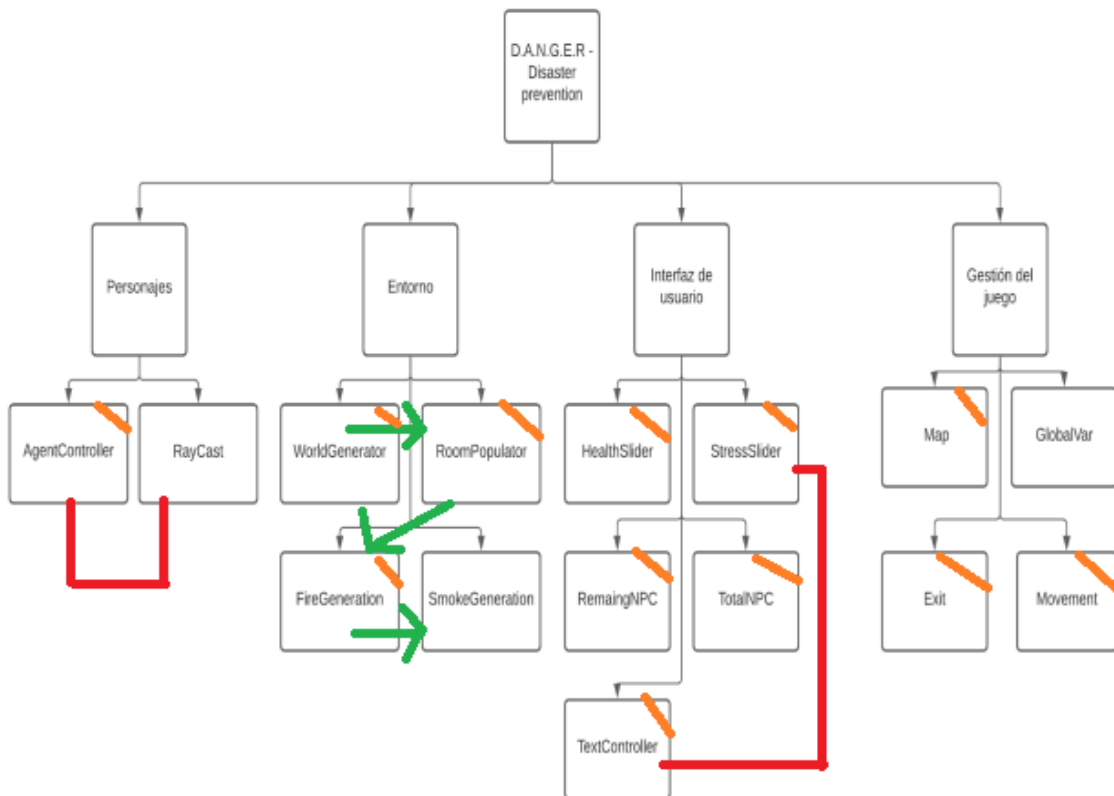 D.A.N.G.E.R -
Disaster
prevention
Personajes
Entorno
Interfaz de
usuario
Gestión del
juego
AgentController
RayCast
WorldGenerator
RoomPopulator
HealthSlider
StressSlider
Map
GlobalVar
FireGeneration
SmokeGeneration
RemaingNPC
TotalNPC
Exit
Movement
TextController